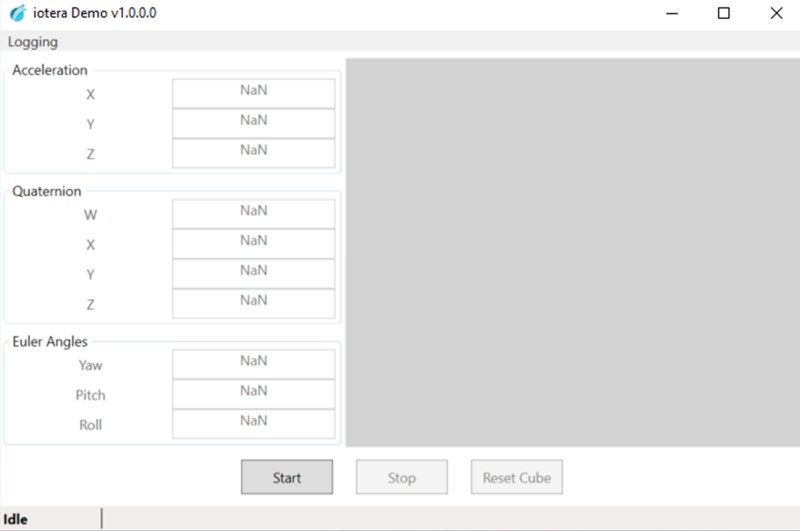 iotera Demo v1.0.0.0
Logging
Acceleration
X NaN
Y NaN
Z NaN
Quaternion
W NaN
X NaN
Y NaN
Z NaN
Euler Angles
Yaw NaN
Pitch NaN
Roll NaN
Start Stop Reset Cube
Idle